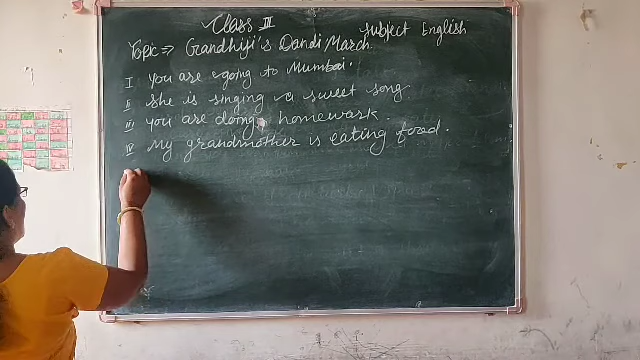 Class III
Subject English
Topic ⇒ Gandhiji's Dandi March.
I You are going to Mumbai.
II She is singing a sweet song.
III You are doing homework.
IV My grandmother is eating food.